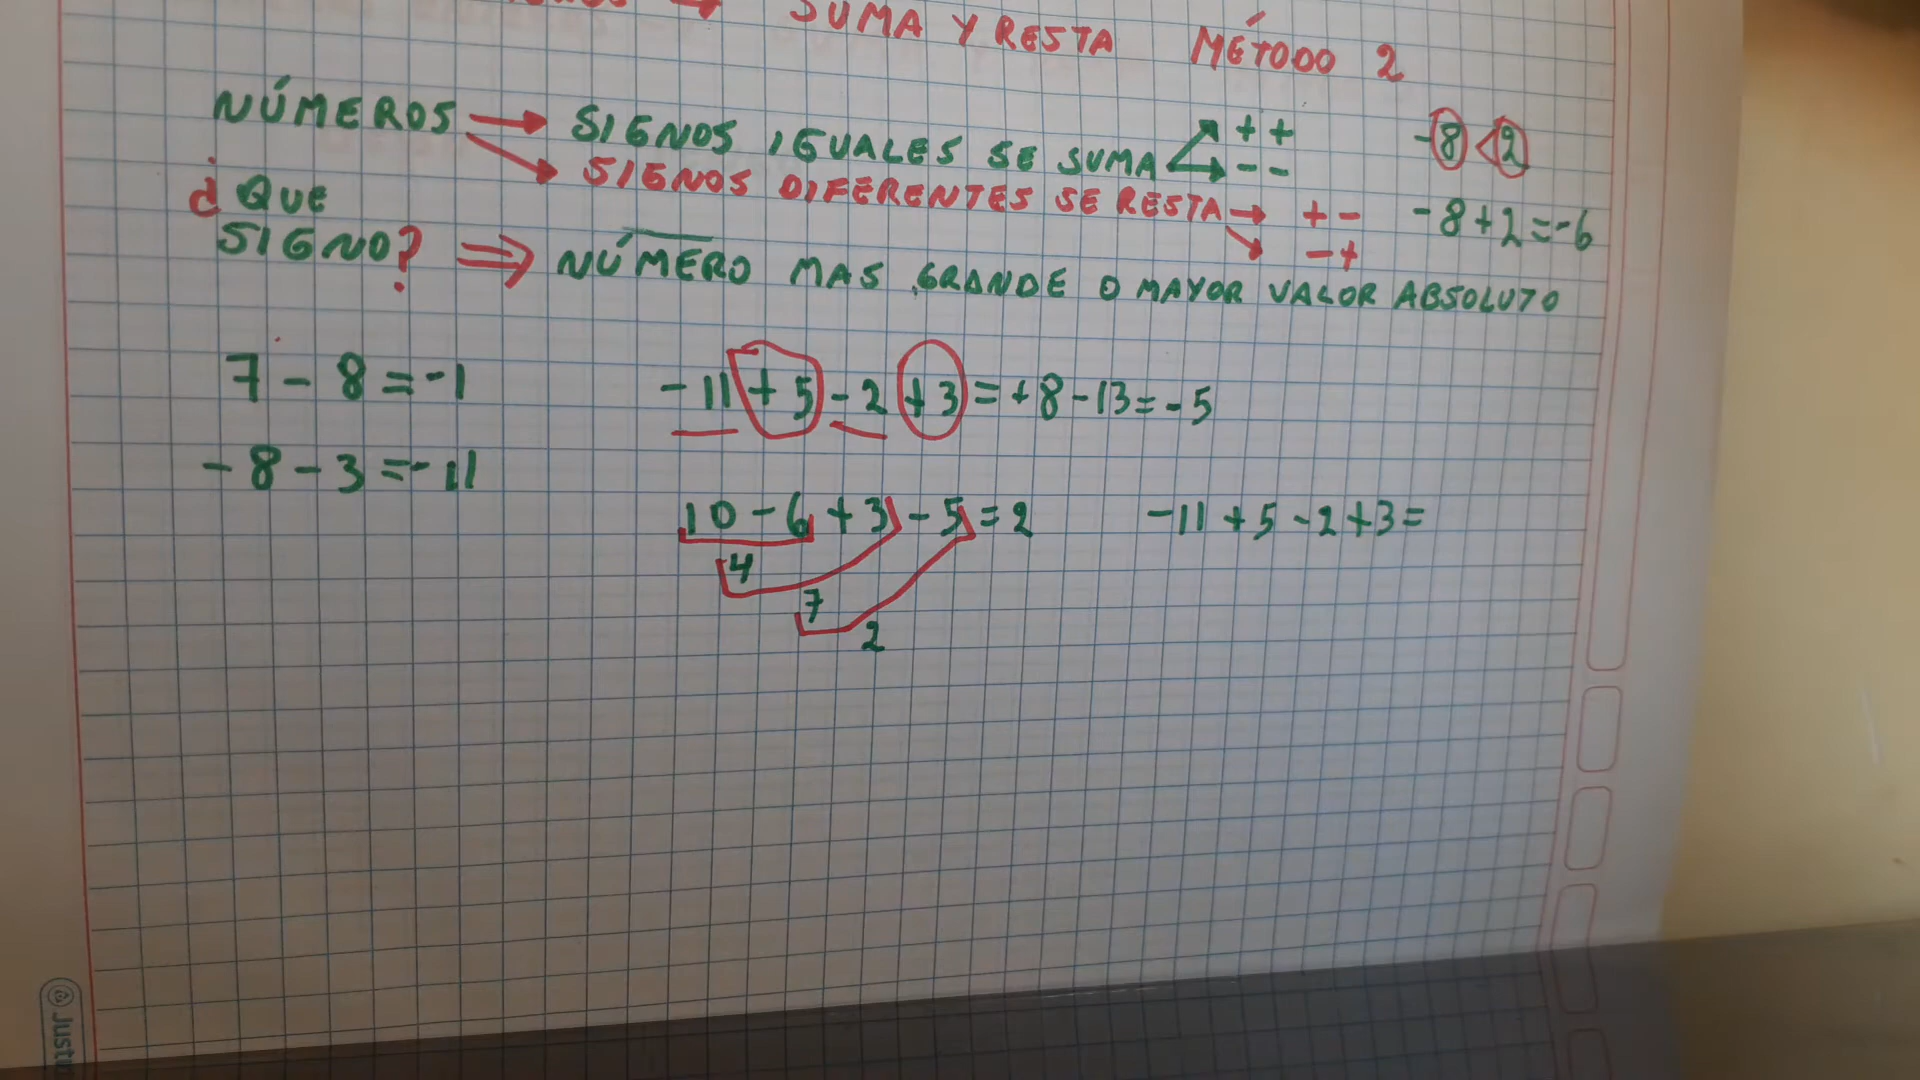 SUMA Y RESTA MÉTODO 2
NÚMEROS → SIGNOS IGUALES SE SUMA ++
--
SIGNOS DIFERENTES SE RESTA → + -
- +
-8 < 2
-8+2=-6
¿QUE
SIGNO? ⇒ NÚMERO MAS GRANDE O MAYOR VALOR ABSOLUTO
7 - 8 = -1
-8 - 3 = -11
-11 + 5 - 2 + 3 = +8 - 13 = -5
10 - 6 + 3 - 5 = 2
4
7
2
-11 + 5 - 2 + 3 =